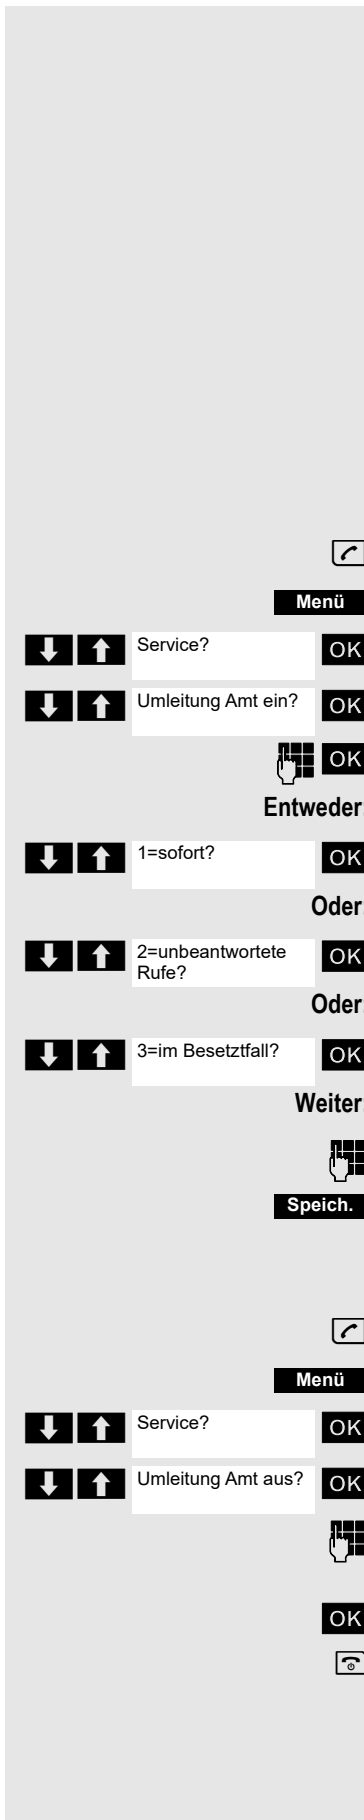 Menü
Service? OK
Umleitung Amt ein? OK
OK
Entweder
1=sofort? OK
Oder
2=unbeantwortete OK
Rufe?
Oder
3=im Besetztfall? OK
Weiter
Speich.
Menü
Service? OK
Umleitung Amt aus? OK
OK